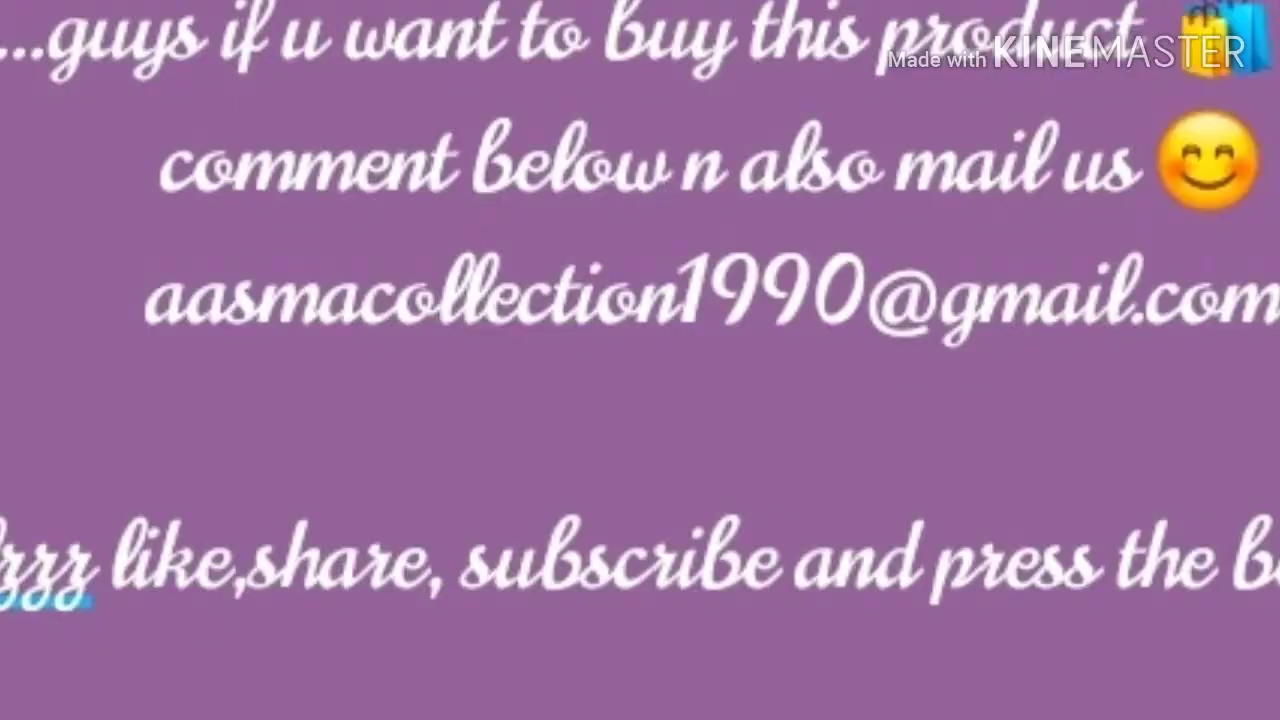 ...guys if u want to buy this product 🛍️
Made with KINEMASTER
comment below n also mail us 😊
aasmacollection1990@gmail.com
like,share, subscribe and press the